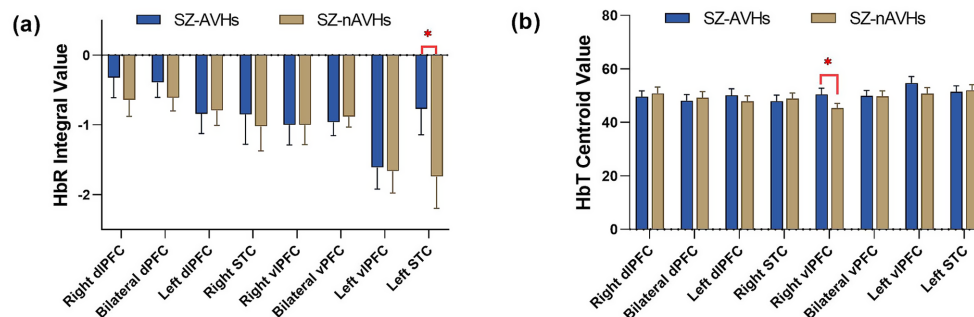 (a)
SZ-AVHs
SZ-nAVHs
HbR Integral Value
0
-1
-2
*
Right dlPFC
Bilateral dPFC
Left dlPFC
Right STC
Right vlPFC
Bilateral vPFC
Left vlPFC
Left STC
(b)
SZ-AVHs
SZ-nAVHs
HbT Centroid Value
80
60
40
20
0
*
Right dlPFC
Bilateral dPFC
Left dlPFC
Right STC
Right vlPFC
Bilateral vPFC
Left vlPFC
Left STC